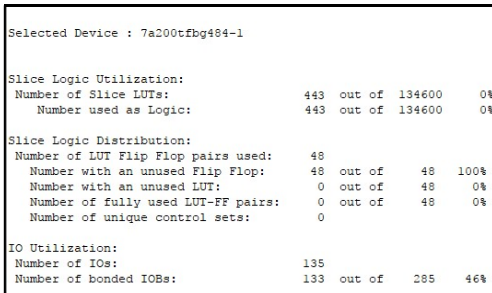 Selected Device : 7a200tfbg484-1
Slice Logic Utilization:
Number of Slice LUTs: 443 out of 134600 0%
Number used as Logic: 443 out of 134600 0%
Slice Logic Distribution:
Number of LUT Flip Flop pairs used: 48
Number with an unused Flip Flop: 48 out of 48 100%
Number with an unused LUT: 0 out of 48 0%
Number of fully used LUT-FF pairs: 0 out of 48 0%
Number of unique control sets: 0
IO Utilization:
Number of IOs: 135
Number of bonded IOBs: 133 out of 285 46%